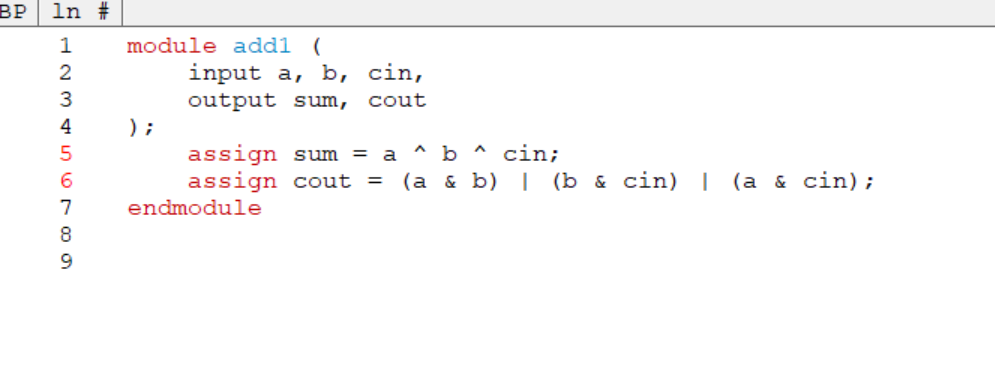 BP ln #
1 module add1 (
2 input a, b, cin,
3 output sum, cout
4 );
5 assign sum = a ^ b ^ cin;
6 assign cout = (a & b) | (b & cin) | (a & cin);
7 endmodule
8
9